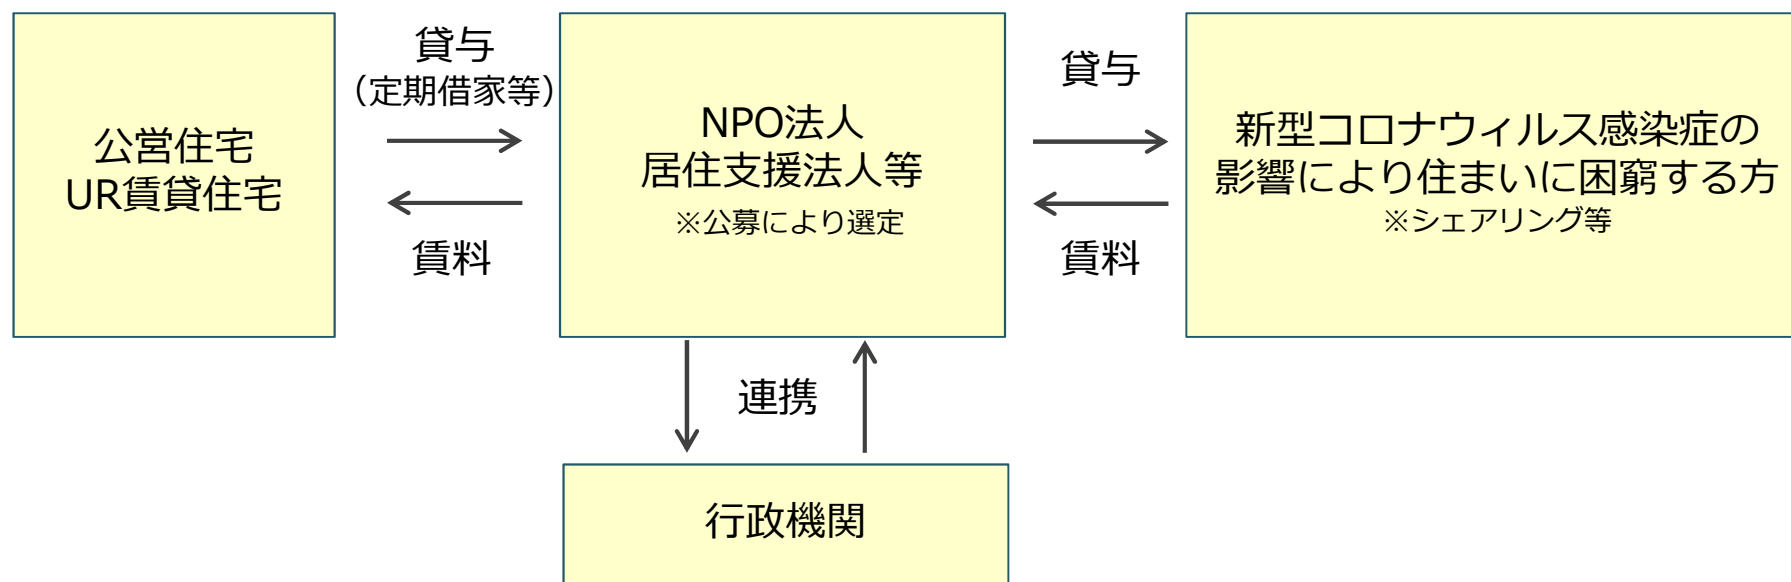 公営住宅
UR賃貸住宅
貸与
（定期借家等）
賃料
NPO法人
居住支援法人等
※公募により選定
貸与
賃料
新型コロナウィルス感染症の
影響により住まいに困窮する方
※シェアリング等
連携
行政機関